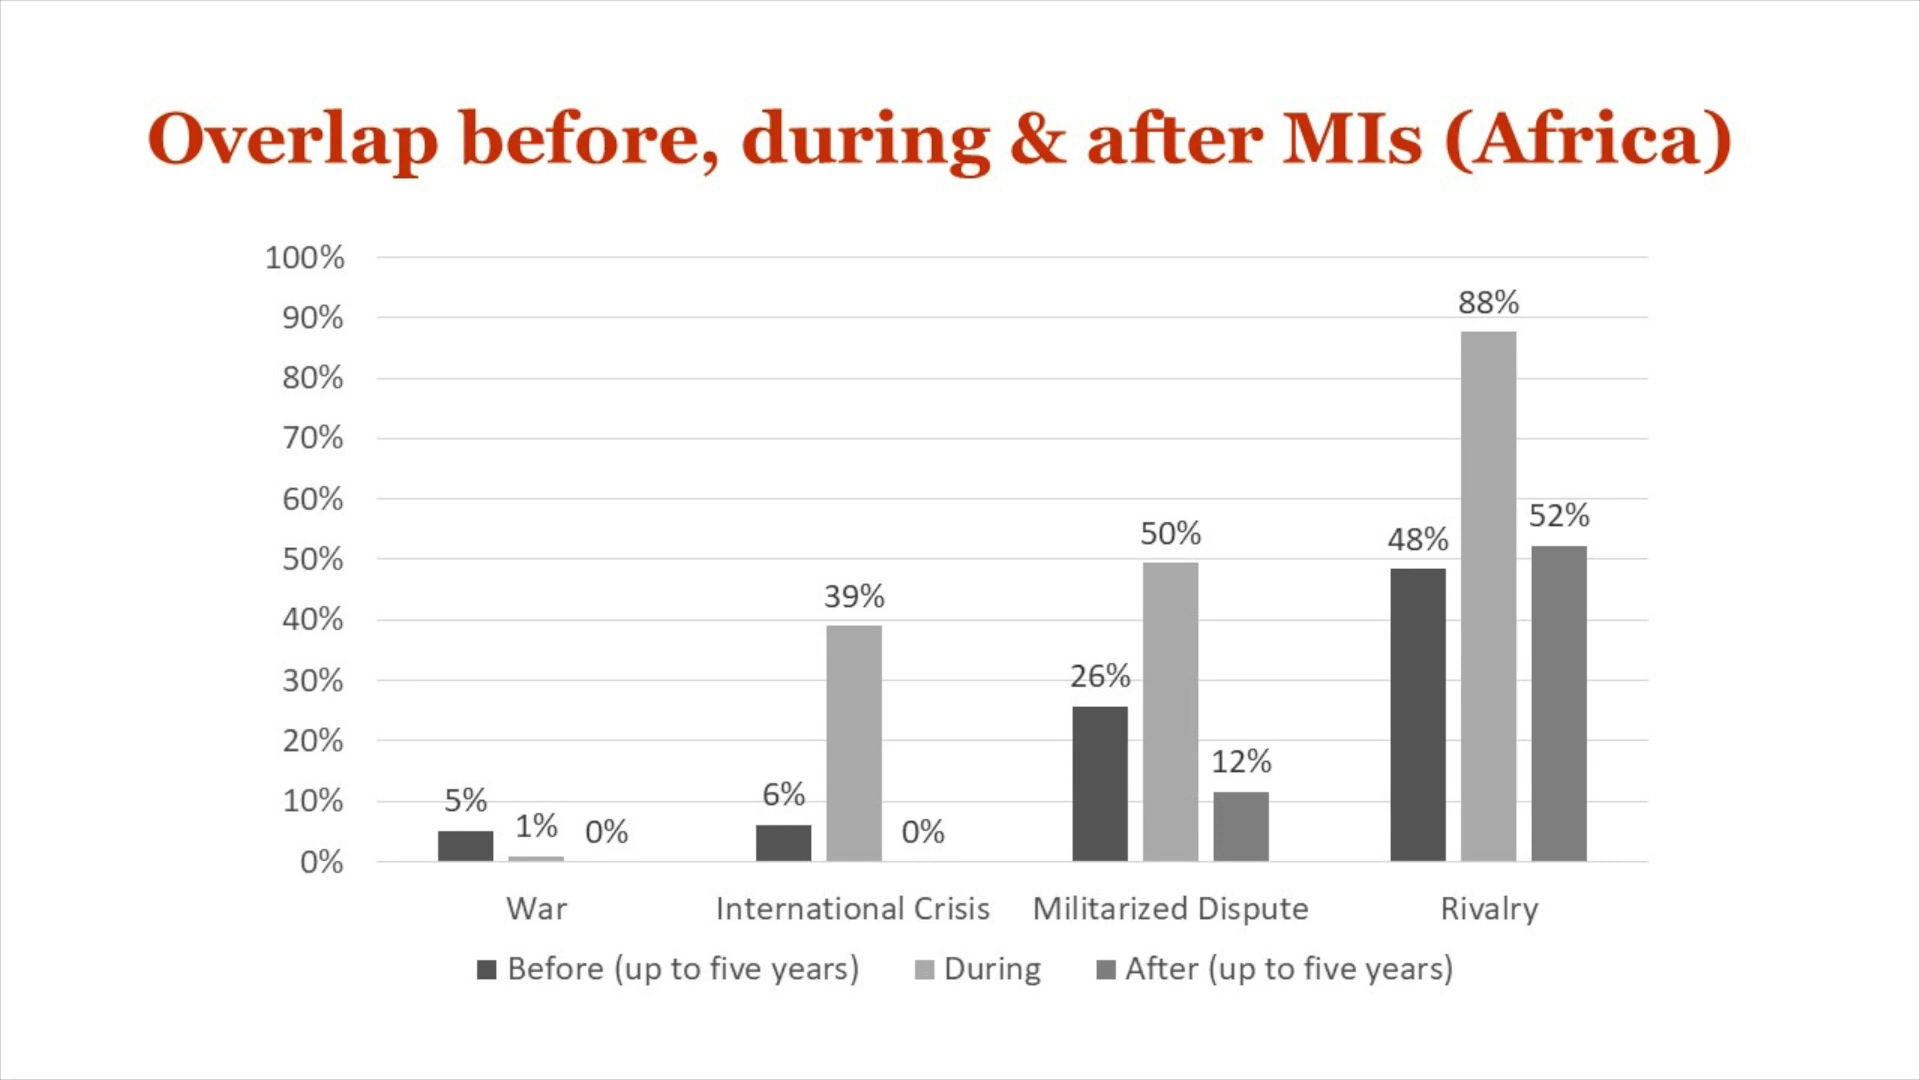 Overlap before, during & after MIs (Africa)
100%
90%
80%
70%
60%
50%
40%
30%
20%
10%
0%
5%
1%
0%
6%
39%
0%
26%
50%
12%
48%
88%
52%
War
International Crisis
Militarized Dispute
Rivalry
Before (up to five years)
During
After (up to five years)